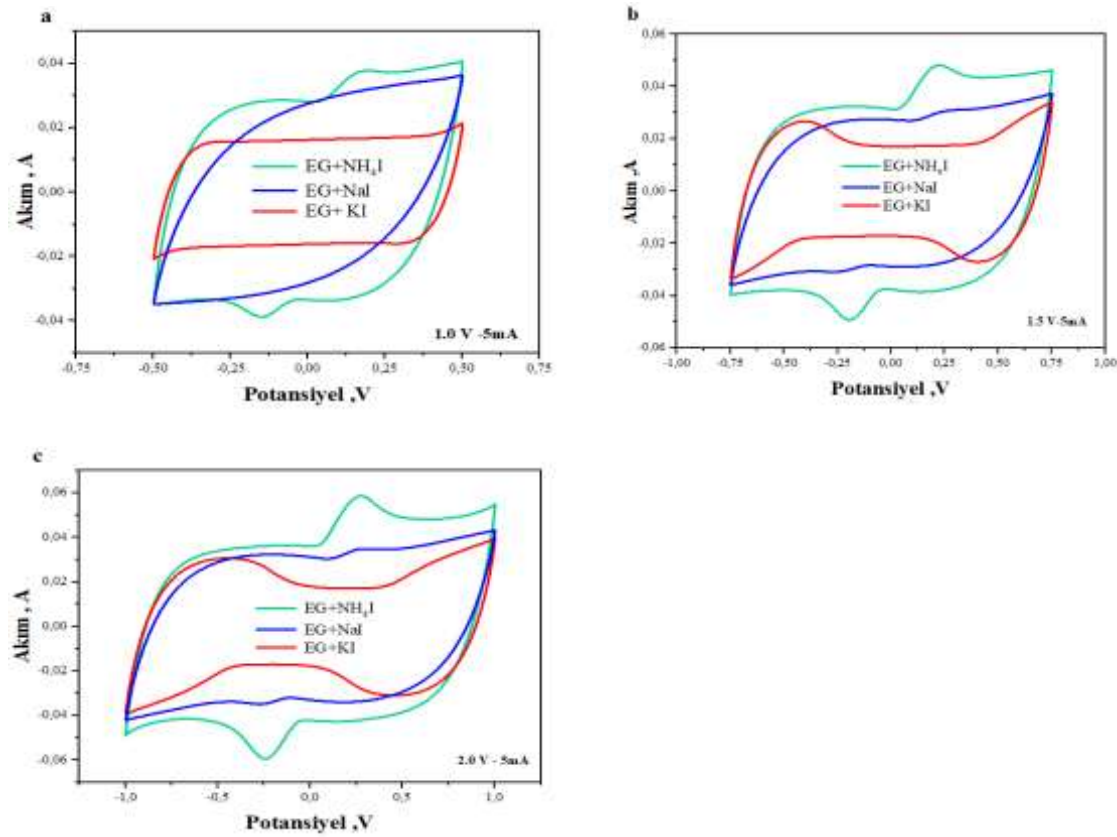 a
0,04
0,02
0,00
-0,02
-0,04
Akım , A
EG+NH₄I
EG+NaI
EG+ KI
1.0 V -5mA
-0,75 -0,50 -0,25 0,00 0,25 0,50 0,75
Potansiyel ,V
b
0,06
0,04
0,02
0,00
-0,02
-0,04
-0,06
Akım ,A
EG+NH₄I
EG+NaI
EG+KI
1.5 V-5mA
-1,00 -0,75 -0,50 -0,25 0,00 0,25 0,50 0,75 1,00
Potansiyel ,V
c
0,06
0,04
0,02
0,00
-0,02
-0,04
-0,06
Akım , A
EG+NH₄I
EG+NaI
EG+KI
2.0 V - 5mA
-1,0 -0,5 0,0 0,5 1,0
Potansiyel ,V